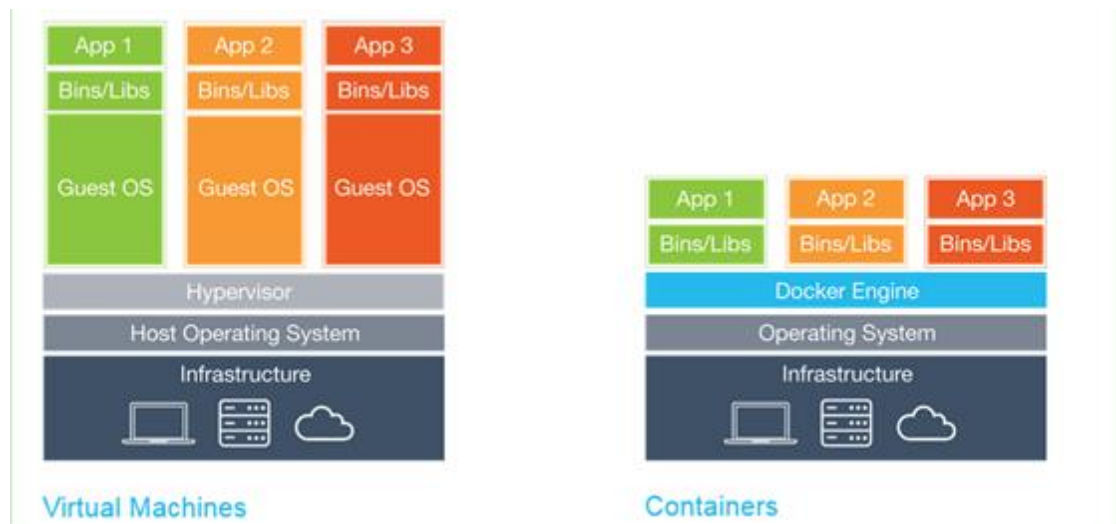 App 1 App 2 App 3
Bins/Libs Bins/Libs Bins/Libs
Guest OS Guest OS Guest OS
Hypervisor
Host Operating System
Infrastructure
Virtual Machines
App 1 App 2 App 3
Bins/Libs Bins/Libs Bins/Libs
Docker Engine
Operating System
Infrastructure
Containers